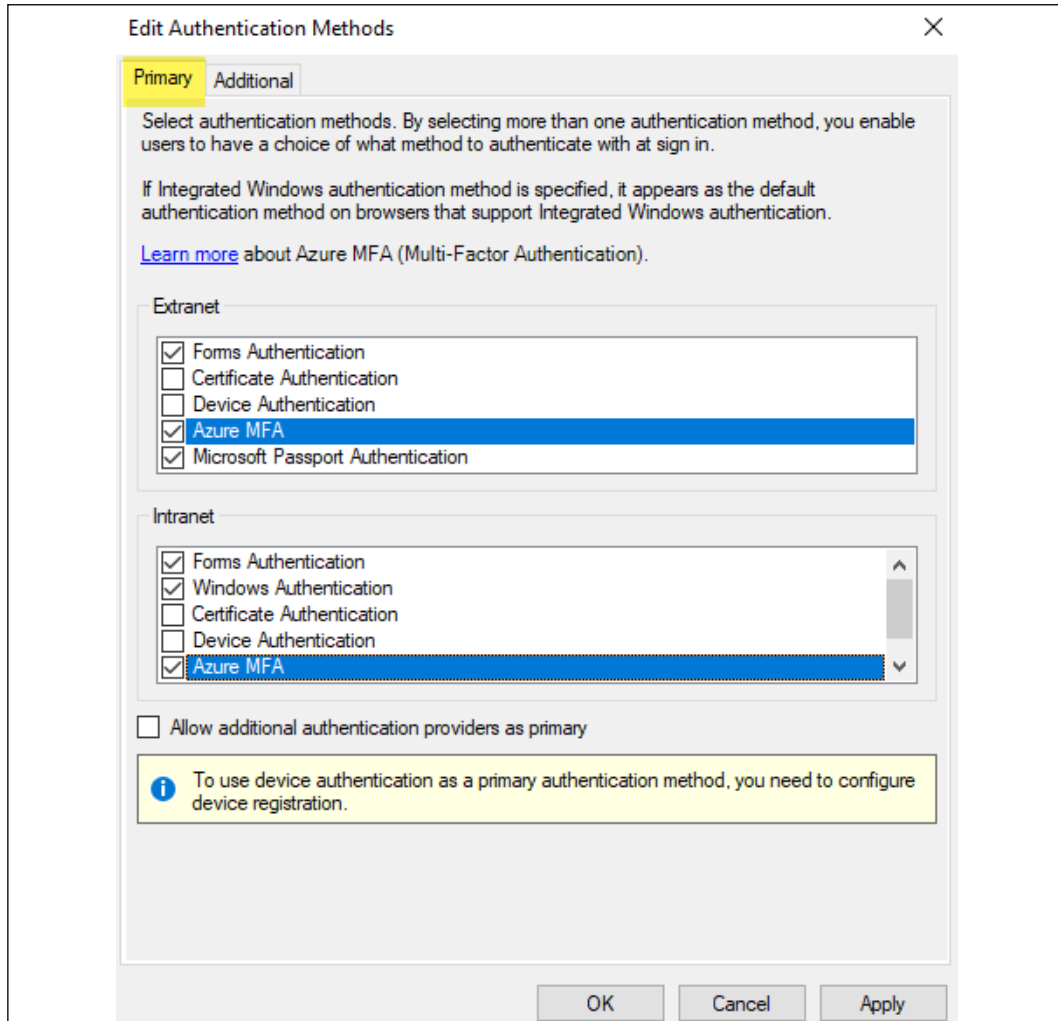 Edit Authentication Methods
Primary
Additional
Select authentication methods. By selecting more than one authentication method, you enable
users to have a choice of what method to authenticate with at sign in.
If Integrated Windows authentication method is specified, it appears as the default
authentication method on browsers that support Integrated Windows authentication.
Learn more about Azure MFA (Multi-Factor Authentication).
Extranet
Forms Authentication
Certificate Authentication
Device Authentication
Azure MFA
Microsoft Passport Authentication
Intranet
Forms Authentication
Windows Authentication
Certificate Authentication
Device Authentication
Azure MFA
Allow additional authentication providers as primary
To use device authentication as a primary authentication method, you need to configure
device registration.
OK
Cancel
Apply